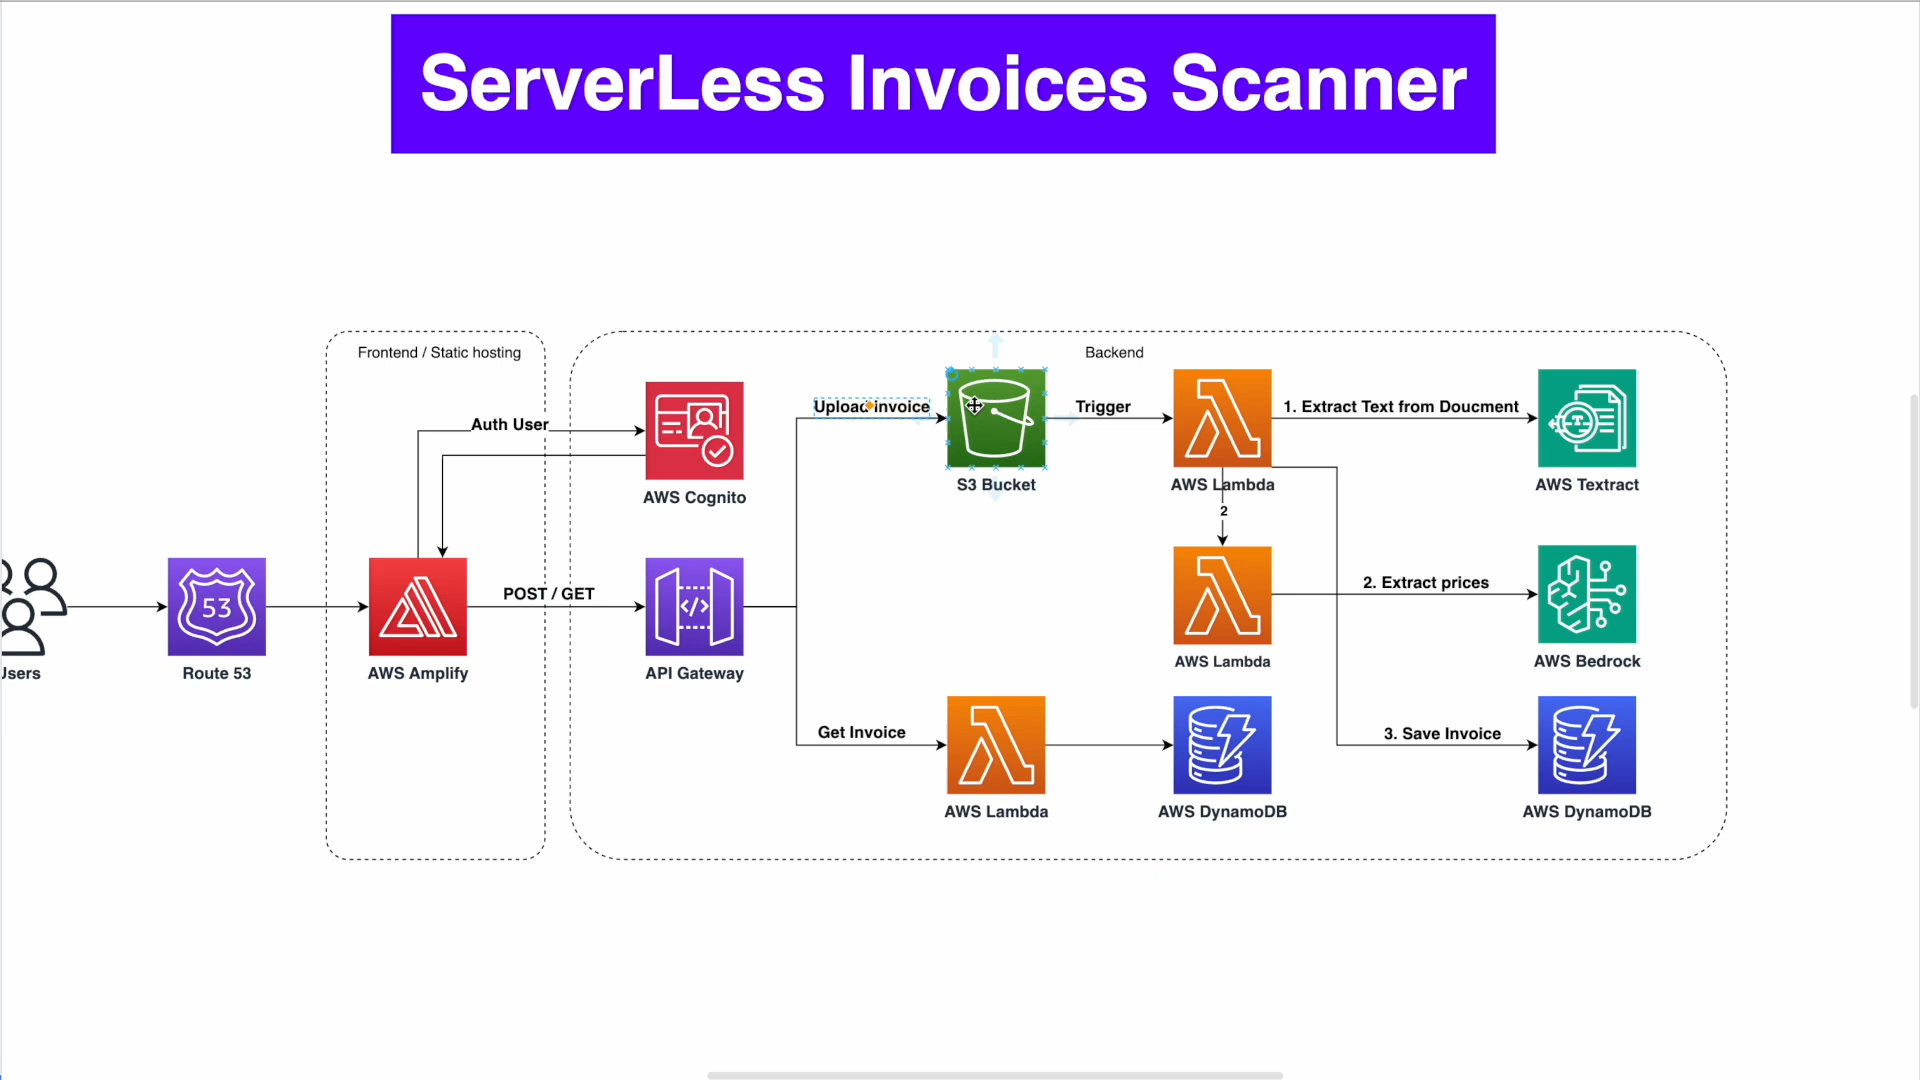 ServerLess Invoices Scanner
Frontend / Static hosting
Backend
Auth User
Upload invoice
Trigger
1. Extract Text from Doucment
AWS Cognito
S3 Bucket
AWS Lambda
AWS Textract
2
53
POST / GET
2. Extract prices
Route 53
AWS Amplify
API Gateway
AWS Lambda
AWS Bedrock
Get Invoice
3. Save Invoice
AWS Lambda
AWS DynamoDB
AWS DynamoDB